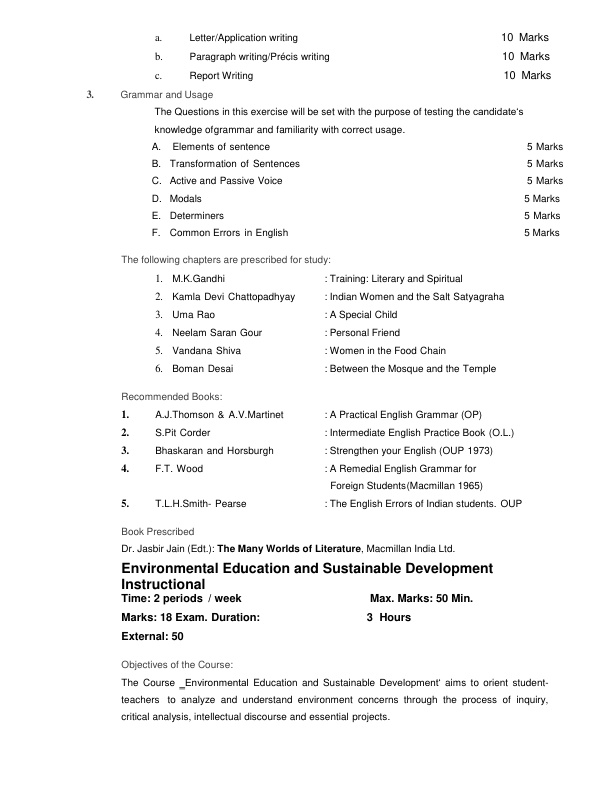 a. Letter/Application writing 10 Marks
b. Paragraph writing/Précis writing 10 Marks
c. Report Writing 10 Marks
3. Grammar and Usage
The Questions in this exercise will be set with the purpose of testing the candidate's
knowledge ofgrammar and familiarity with correct usage.
A. Elements of sentence 5 Marks
B. Transformation of Sentences 5 Marks
C. Active and Passive Voice 5 Marks
D. Modals 5 Marks
E. Determiners 5 Marks
F. Common Errors in English 5 Marks
The following chapters are prescribed for study:
1. M.K.Gandhi : Training: Literary and Spiritual
2. Kamla Devi Chattopadhyay : Indian Women and the Salt Satyagraha
3. Uma Rao : A Special Child
4. Neelam Saran Gour : Personal Friend
5. Vandana Shiva : Women in the Food Chain
6. Boman Desai : Between the Mosque and the Temple
Recommended Books:
1. A.J.Thomson & A.V.Martinet : A Practical English Grammar (OP)
2. S.Pit Corder : Intermediate English Practice Book (O.L.)
3. Bhaskaran and Horsburgh : Strengthen your English (OUP 1973)
4. F.T. Wood : A Remedial English Grammar for
Foreign Students(Macmillan 1965)
5. T.L.H.Smith- Pearse : The English Errors of Indian students. OUP
Book Prescribed
Dr. Jasbir Jain (Edt.): The Many Worlds of Literature, Macmillan India Ltd.
Environmental Education and Sustainable Development
Instructional
Time: 2 periods / week Max. Marks: 50 Min.
Marks: 18 Exam. Duration: 3 Hours
External: 50
Objectives of the Course:
The Course ‗Environmental Education and Sustainable Development' aims to orient student-
teachers to analyze and understand environment concerns through the process of inquiry,
critical analysis, intellectual discourse and essential projects.